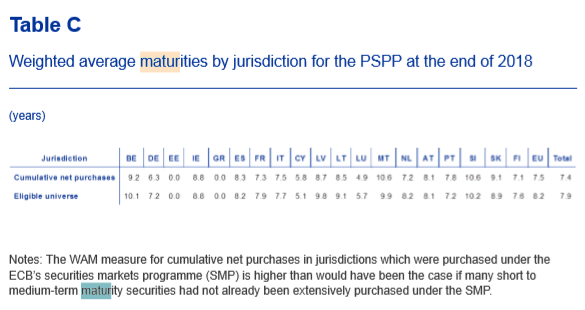 Table C
Weighted average maturities by jurisdiction for the PSPP at the end of 2018
(years)
Jurisdiction BE DE EE IE GR ES FR IT CY LV LT LU MT NL AT PT SI SK FI EU Total
Cumulative net purchases 9.2 6.3 0.0 8.8 0.0 8.3 7.3 7.5 5.8 8.7 8.5 4.9 10.6 7.2 8.1 7.8 10.6 9.1 7.1 7.5 7.4
Eligible universe 10.1 7.2 0.0 8.8 0.0 8.2 7.9 7.7 5.1 9.8 9.1 5.7 9.9 8.2 8.1 7.2 10.2 8.9 7.6 8.2 7.9
Notes: The WAM measure for cumulative net purchases in jurisdictions which were purchased under the
ECB's securities markets programme (SMP) is higher than would have been the case if many short to
medium-term maturity securities had not already been extensively purchased under the SMP.